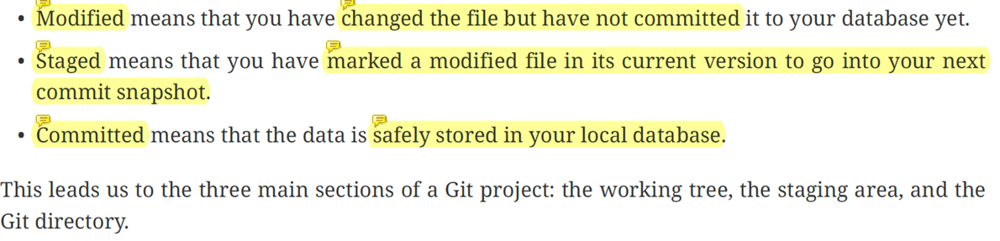 • Modified means that you have changed the file but have not committed it to your database yet.
• Staged means that you have marked a modified file in its current version to go into your next
commit snapshot.
• Committed means that the data is safely stored in your local database.
This leads us to the three main sections of a Git project: the working tree, the staging area, and the
Git directory.